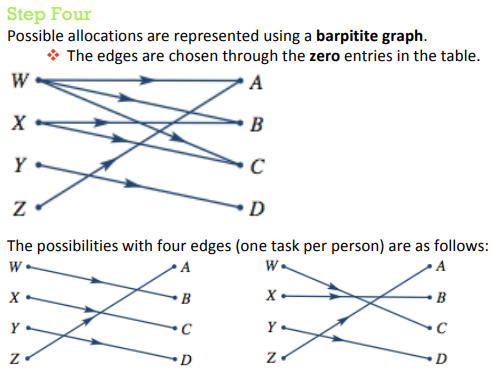 Step Four
Possible allocations are represented using a barpitite graph.
❖ The edges are chosen through the zero entries in the table.
W A
X B
Y C
Z D
The possibilities with four edges (one task per person) are as follows:
W A W A
X B X B
Y C Y C
Z D Z D